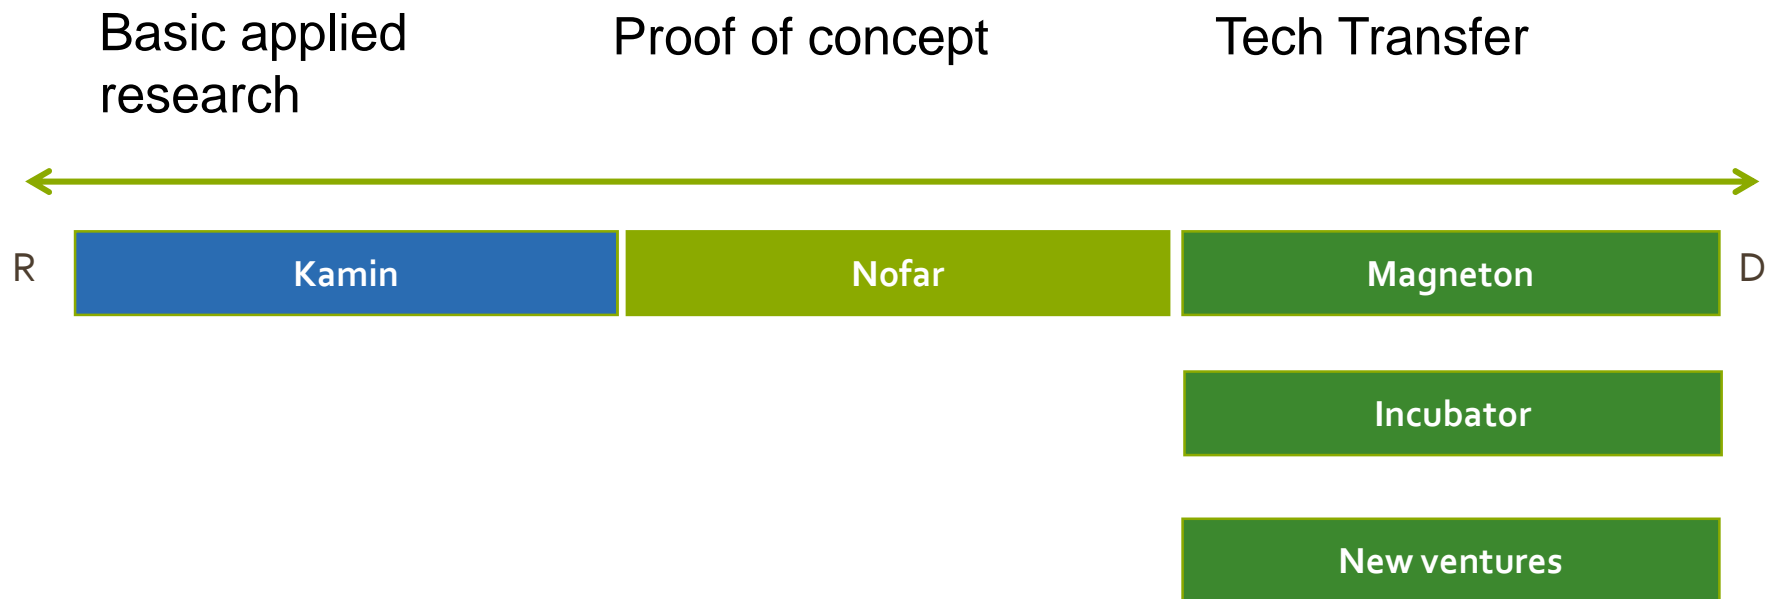 Basic applied
research
Proof of concept
Tech Transfer
R
Kamin
Nofar
Magneton
D
Incubator
New ventures